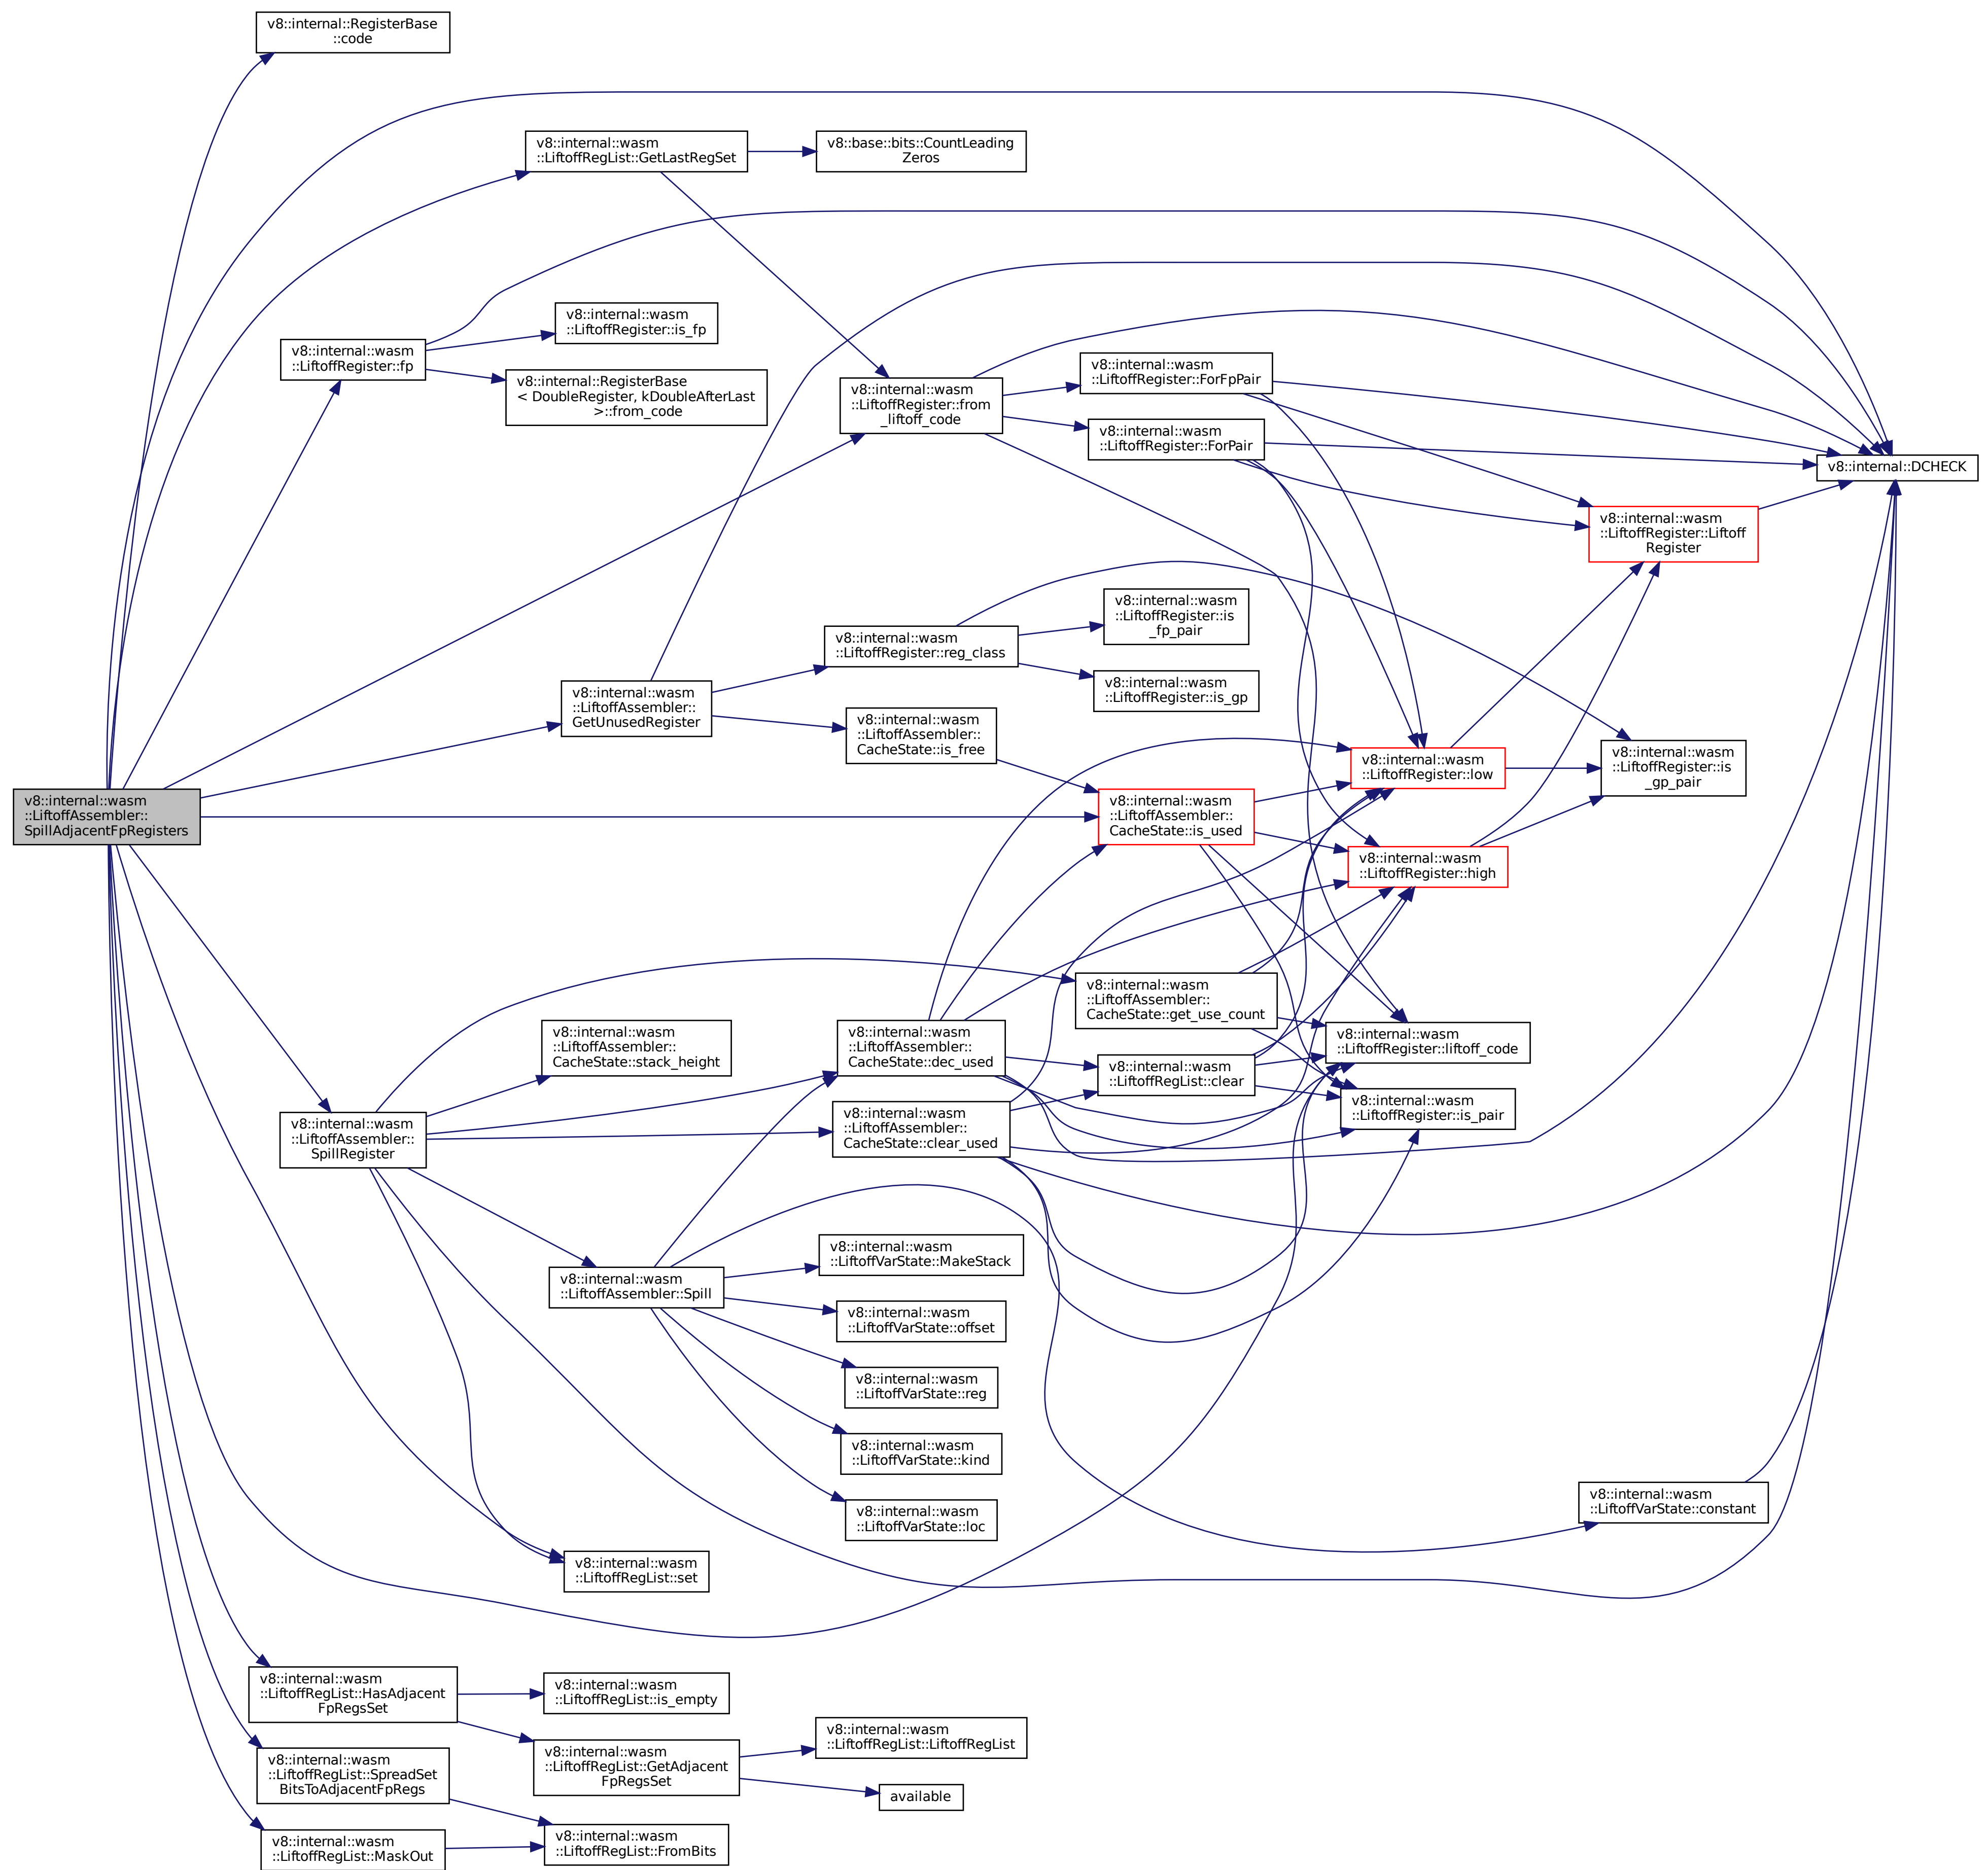 v8::internal::RegisterBase
::code
v8::internal::wasm
::LiftoffRegList::GetLastRegSet
v8::base::bits::CountLeading
Zeros
v8::internal::wasm
::LiftoffRegister::is_fp
v8::internal::wasm
::LiftoffRegister::fp
v8::internal::RegisterBase
< DoubleRegister, kDoubleAfterLast
>::from_code
v8::internal::wasm
::LiftoffRegister::from
_liftoff_code
v8::internal::wasm
::LiftoffRegister::ForFpPair
v8::internal::wasm
::LiftoffRegister::ForPair
v8::internal::DCHECK
v8::internal::wasm
::LiftoffRegister::Liftoff
Register
v8::internal::wasm
::LiftoffRegister::is
_fp_pair
v8::internal::wasm
::LiftoffRegister::reg_class
v8::internal::wasm
::LiftoffRegister::is_gp
v8::internal::wasm
::LiftoffAssembler::
GetUnusedRegister
v8::internal::wasm
::LiftoffAssembler::
CacheState::is_free
v8::internal::wasm
::LiftoffRegister::low
v8::internal::wasm
::LiftoffRegister::is
_gp_pair
v8::internal::wasm
::LiftoffAssembler::
SpillAdjacentFpRegisters
v8::internal::wasm
::LiftoffAssembler::
CacheState::is_used
v8::internal::wasm
::LiftoffRegister::high
v8::internal::wasm
::LiftoffAssembler::
CacheState::get_use_count
v8::internal::wasm
::LiftoffAssembler::
CacheState::stack_height
v8::internal::wasm
::LiftoffAssembler::
CacheState::dec_used
v8::internal::wasm
::LiftoffRegister::liftoff_code
v8::internal::wasm
::LiftoffRegList::clear
v8::internal::wasm
::LiftoffRegister::is_pair
v8::internal::wasm
::LiftoffAssembler::
SpillRegister
v8::internal::wasm
::LiftoffAssembler::
CacheState::clear_used
v8::internal::wasm
::LiftoffVarState::MakeStack
v8::internal::wasm
::LiftoffAssembler::Spill
v8::internal::wasm
::LiftoffVarState::offset
v8::internal::wasm
::LiftoffVarState::reg
v8::internal::wasm
::LiftoffVarState::kind
v8::internal::wasm
::LiftoffVarState::loc
v8::internal::wasm
::LiftoffVarState::constant
v8::internal::wasm
::LiftoffRegList::set
v8::internal::wasm
::LiftoffRegList::HasAdjacent
FpRegsSet
v8::internal::wasm
::LiftoffRegList::is_empty
v8::internal::wasm
::LiftoffRegList::GetAdjacent
FpRegsSet
v8::internal::wasm
::LiftoffRegList::LiftoffRegList
available
v8::internal::wasm
::LiftoffRegList::SpreadSet
BitsToAdjacentFpRegs
v8::internal::wasm
::LiftoffRegList::MaskOut
v8::internal::wasm
::LiftoffRegList::FromBits